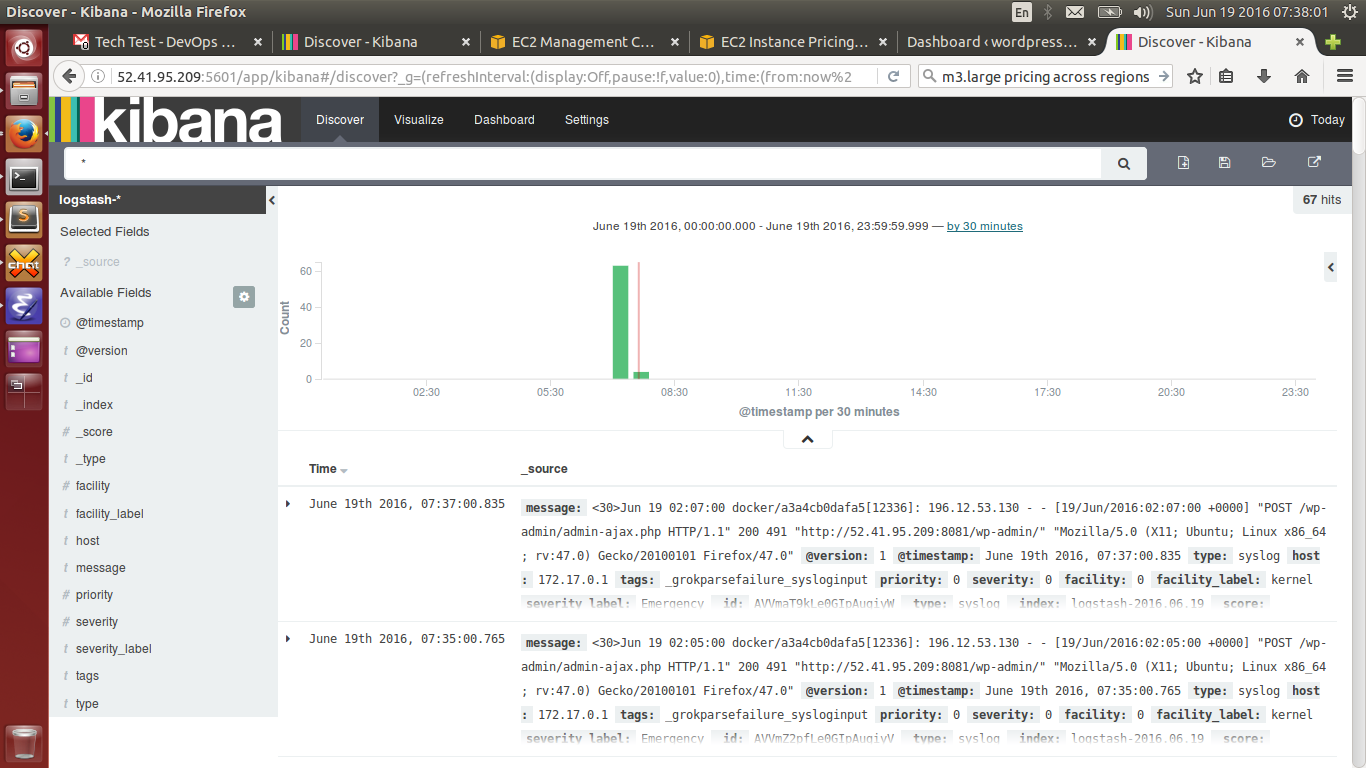 Discover - Kibana - Mozilla Firefox
En
Sun Jun 19 2016 07:38:01
Tech Test - DevOps ... ×
Discover - Kibana ×
EC2 Management C... ×
EC2 Instance Pricing... ×
Dashboard ‹ wordpress... ×
Discover - Kibana ×
52.41.95.209:5601/app/kibana#/discover?_g=(refreshInterval:(display:Off,pause:!f,value:0),time:(from:now%2
m3.large pricing across regions
kibana
Discover
Visualize
Dashboard
Settings
Today
*
logstash-*
67 hits
Selected Fields
? _source
Available Fields
@timestamp
t @version
t _id
t _index
# _score
t _type
# facility
t facility_label
t host
t message
# priority
# severity
t severity_label
t tags
t type
June 19th 2016, 00:00:00.000 - June 19th 2016, 23:59:59.999 — by 30 minutes
Count
60
40
20
0
02:30
05:30
08:30
11:30
14:30
17:30
20:30
23:30
@timestamp per 30 minutes
Time
_source
June 19th 2016, 07:37:00.835
message: <30>Jun 19 02:07:00 docker/a3a4cb0dafa5[12336]: 196.12.53.130 - - [19/Jun/2016:02:07:00 +0000] "POST /wp-
admin/admin-ajax.php HTTP/1.1" 200 491 "http://52.41.95.209:8081/wp-admin/" "Mozilla/5.0 (X11; Ubuntu; Linux x86_64
; rv:47.0) Gecko/20100101 Firefox/47.0" @version: 1 @timestamp: June 19th 2016, 07:37:00.835 type: syslog host
: 172.17.0.1 tags: _grokparsefailure_sysloginput priority: 0 severity: 0 facility: 0 facility_label: kernel
severity_label: Emergency _id: _type: syslog _index: logstash-2016.06.19 _score:
June 19th 2016, 07:35:00.765
message: <30>Jun 19 02:05:00 docker/a3a4cb0dafa5[12336]: 196.12.53.130 - - [19/Jun/2016:02:05:00 +0000] "POST /wp-
admin/admin-ajax.php HTTP/1.1" 200 491 "http://52.41.95.209:8081/wp-admin/" "Mozilla/5.0 (X11; Ubuntu; Linux x86_64
; rv:47.0) Gecko/20100101 Firefox/47.0" @version: 1 @timestamp: June 19th 2016, 07:35:00.765 type: syslog host
: 172.17.0.1 tags: _grokparsefailure_sysloginput priority: 0 severity: 0 facility: 0 facility_label: kernel
severity_label: Emergency _id: _type: syslog _index: logstash-2016.06.19 _score: